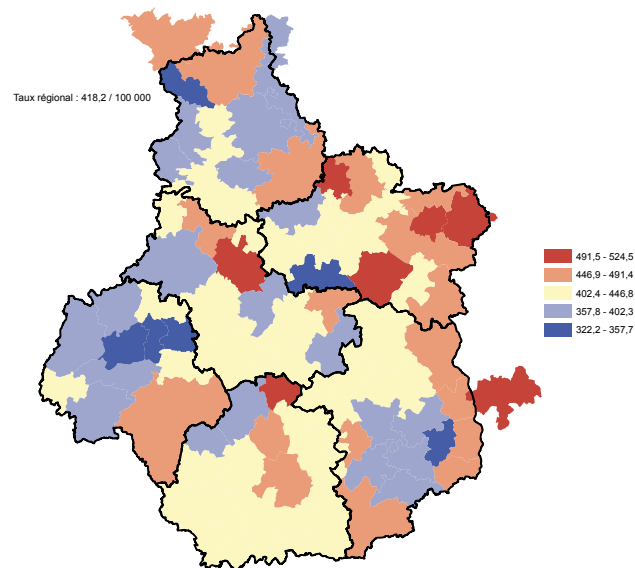 Taux régional : 418,2 / 100 000
491,5 - 524,5
446,9 - 491,4
402,4 - 446,8
357,8 - 402,3
322,2 - 357,7